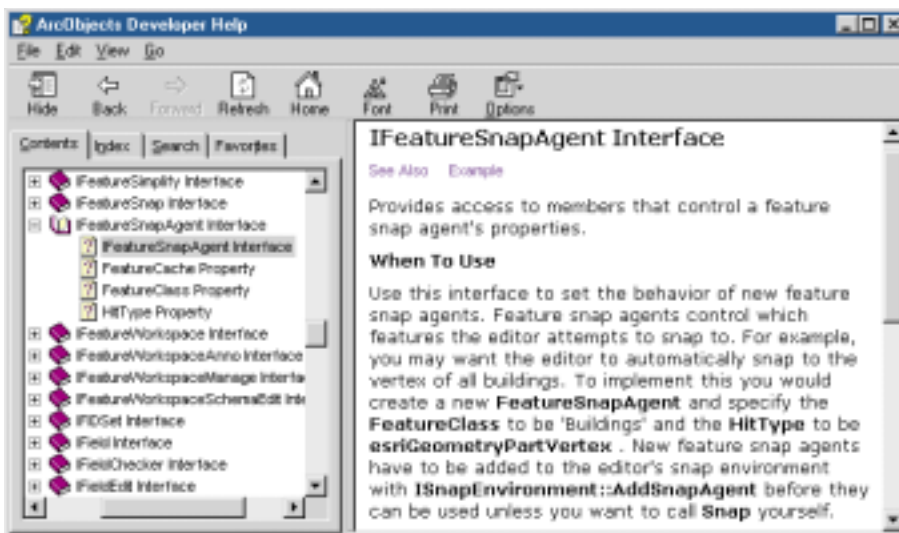 ArcObjects Developer Help
File Edit View Go
Hide Back Forward Refresh Home Font Print Options
Contents Index Search Favorites
IFeatureSimplify Interface
IFeatureSnap Interface
IFeatureSnapAgent Interface
IFeatureSnapAgent Interface
FeatureCache Property
FeatureClass Property
HitType Property
IFeatureWorkspace Interface
IFeatureWorkspaceAnno Interface
IFeatureWorkspaceManage Interfa
IFeatureWorkspaceSchemaEdit Inte
IFIDSet Interface
IField Interface
IFieldChecker Interface
IFieldEdit Interface
IFeatureSnapAgent Interface
See Also Example
Provides access to members that control a feature
snap agent's properties.
When To Use
Use this interface to set the behavior of new feature
snap agents. Feature snap agents control which
features the editor attempts to snap to. For example,
you may want the editor to automatically snap to the
vertex of all buildings. To implement this you would
create a new FeatureSnapAgent and specify the
FeatureClass to be 'Buildings' and the HitType to be
esriGeometryPartVertex . New feature snap agents
have to be added to the editor's snap environment
with ISnapEnvironment::AddSnapAgent before they
can be used unless you want to call Snap yourself.